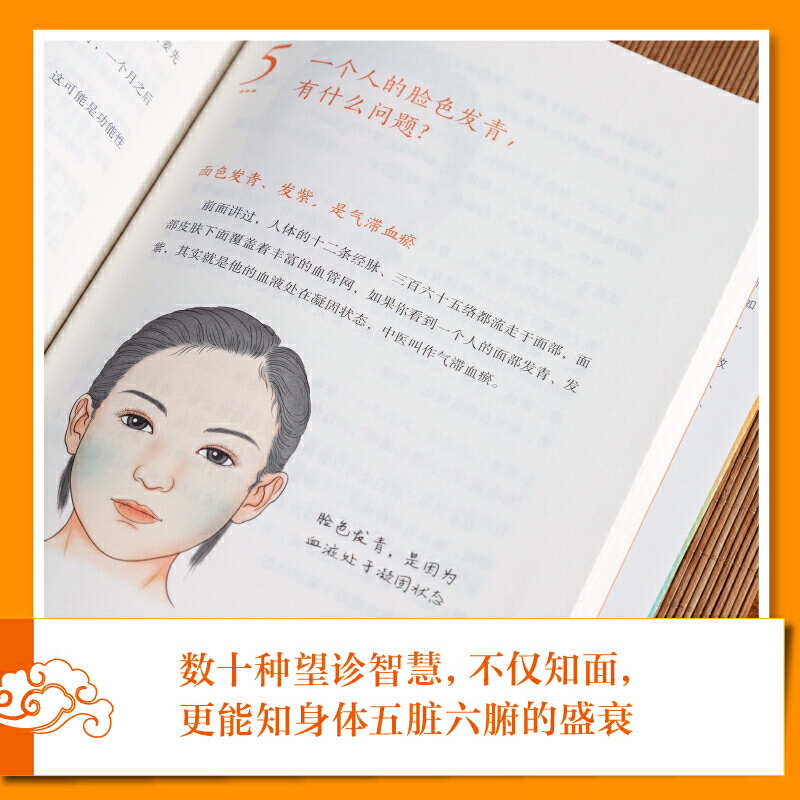 要先
，一个月之后
这可能是功能性
5
一个人的脸色发青，
有什么问题？
面色发青、发紫，是气滞血瘀
前面讲过，人体的十二条经脉、三百六十五络都流走于面部，面
部皮肤下面覆盖着丰富的血管网，如果你看到一个人的面部发青、发
紫，其实就是他的血液处在凝固状态，中医叫作气滞血瘀。
脸色发青，是因为
血液处于凝固状态
数十种望诊智慧，不仅知面，
更能知身体五脏六腑的盛衰